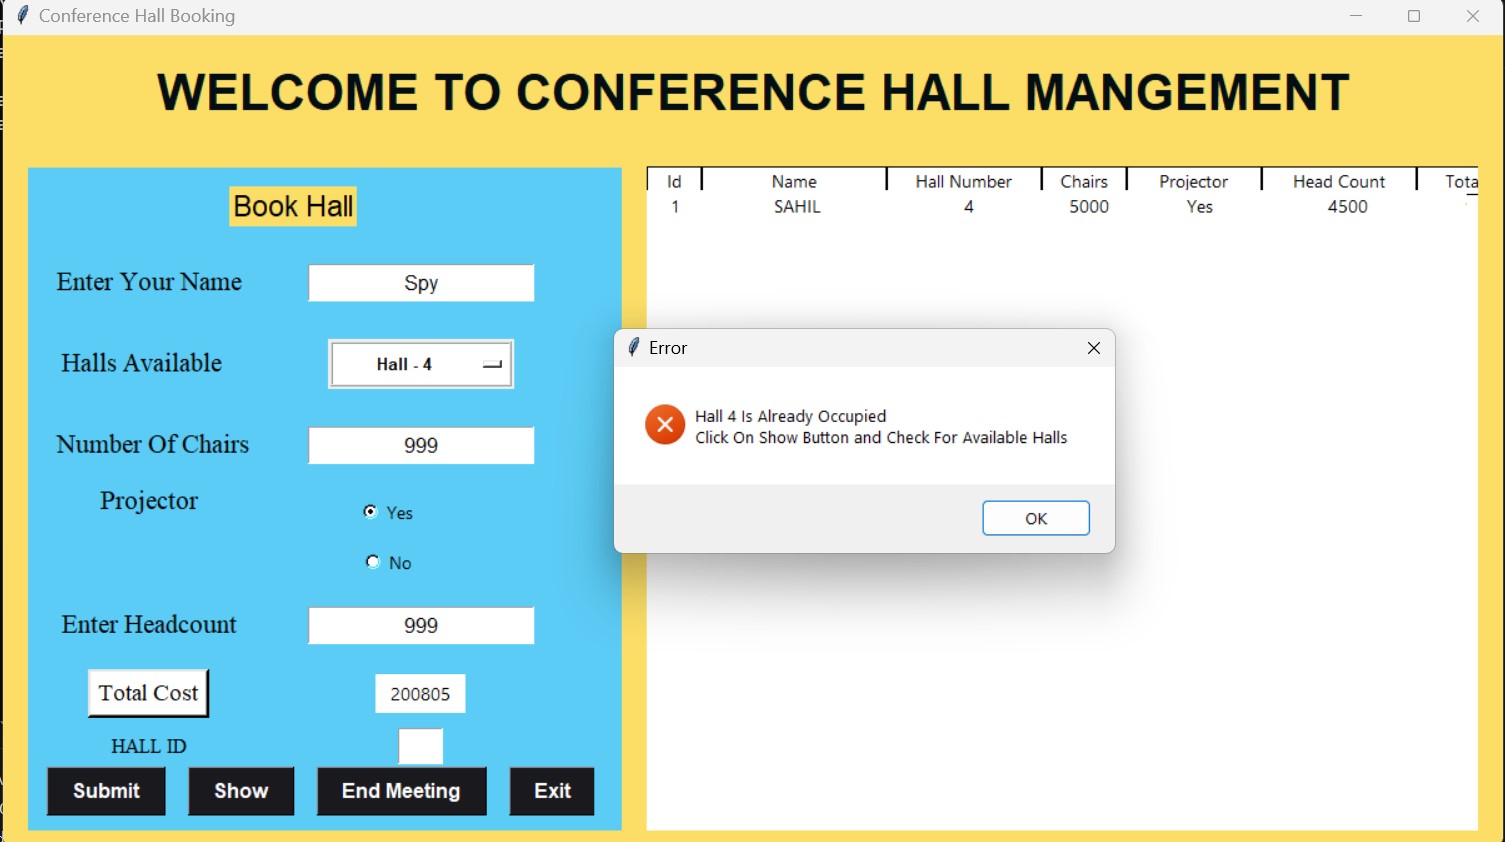 Conference Hall Booking
WELCOME TO CONFERENCE HALL MANGEMENT
Book Hall
Enter Your Name Spy
Halls Available Hall - 4
Number Of Chairs 999
Projector
Yes
No
Enter Headcount 999
Total Cost 200805
HALL ID
Submit Show End Meeting Exit
Id Name Hall Number Chairs Projector Head Count
1 SAHIL 4 5000 Yes 4500
Error
Hall 4 Is Already Occupied
Click On Show Button and Check For Available Halls
OK